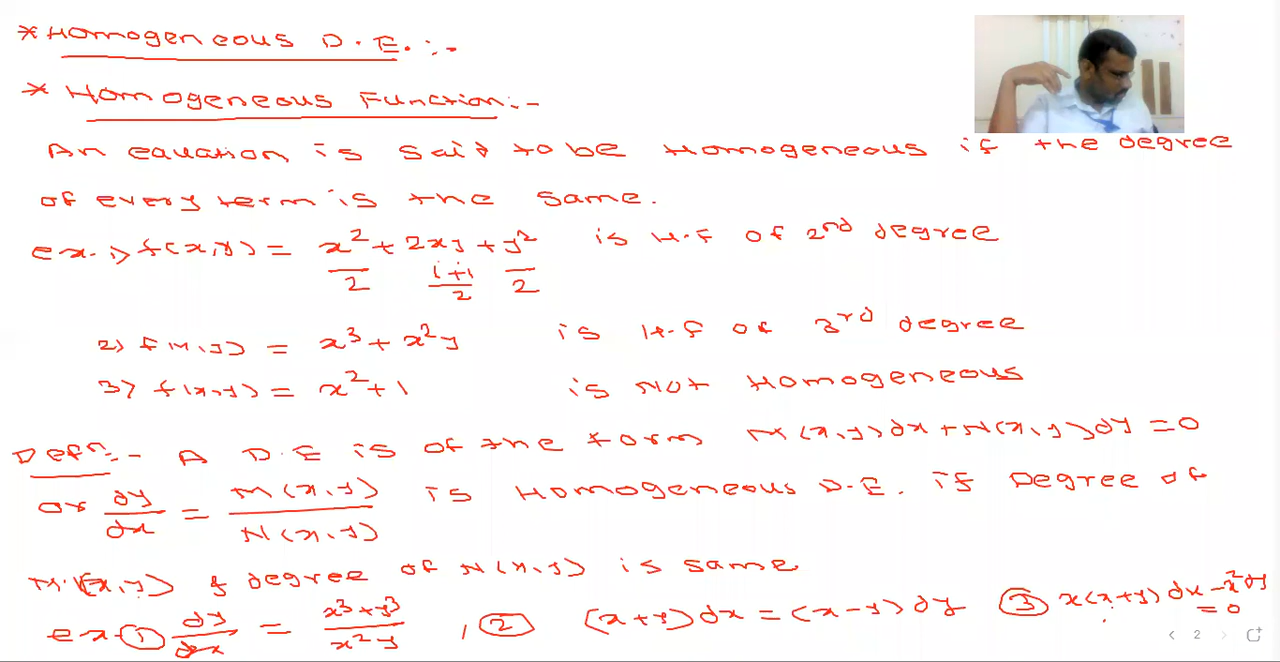 * Homogeneous D.E. :-
* Homogeneous Function :-
An equation is said to be Homogeneous if the degree
of every term is the same.
ex. 1) f(x,y) = x² + 2xy + y² is H.F of 2nd degree
2 1+1 2
2
2) f(x,y) = x³ + x²y is H.F of 3rd degree
3) f(x,y) = x² + 1 is Not Homogeneous
Defn:- A D.E is of the form M(x,y)dx + N(x,y)dy = 0
or dy/dx = M(x,y)/N(x,y) is Homogeneous D.E. if Degree of
M(x,y) & degree of N(x,y) is same
ex ① dy/dx = x³+y³/x²y , ② (x+y)dx = (x-y)dy ③ x(x+y)dx - x²dy = 0
2